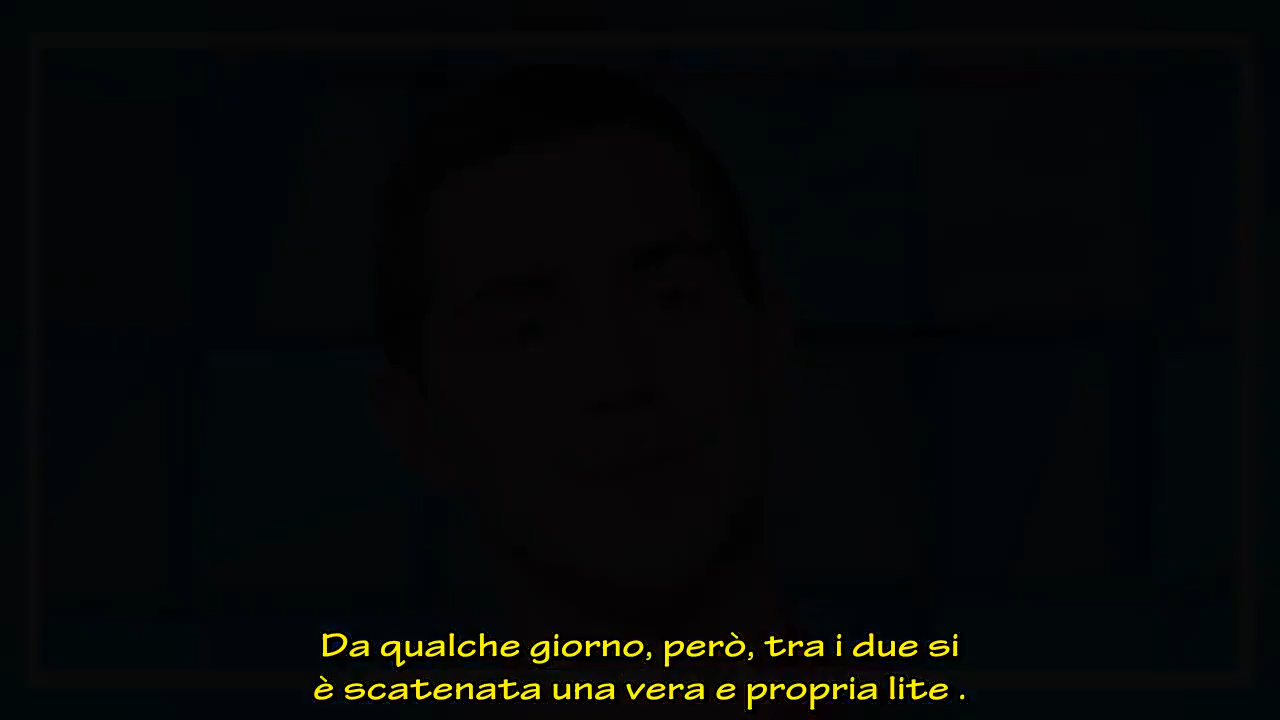 Da qualche giorno, però, tra i due si
è scatenata una vera e propria lite .